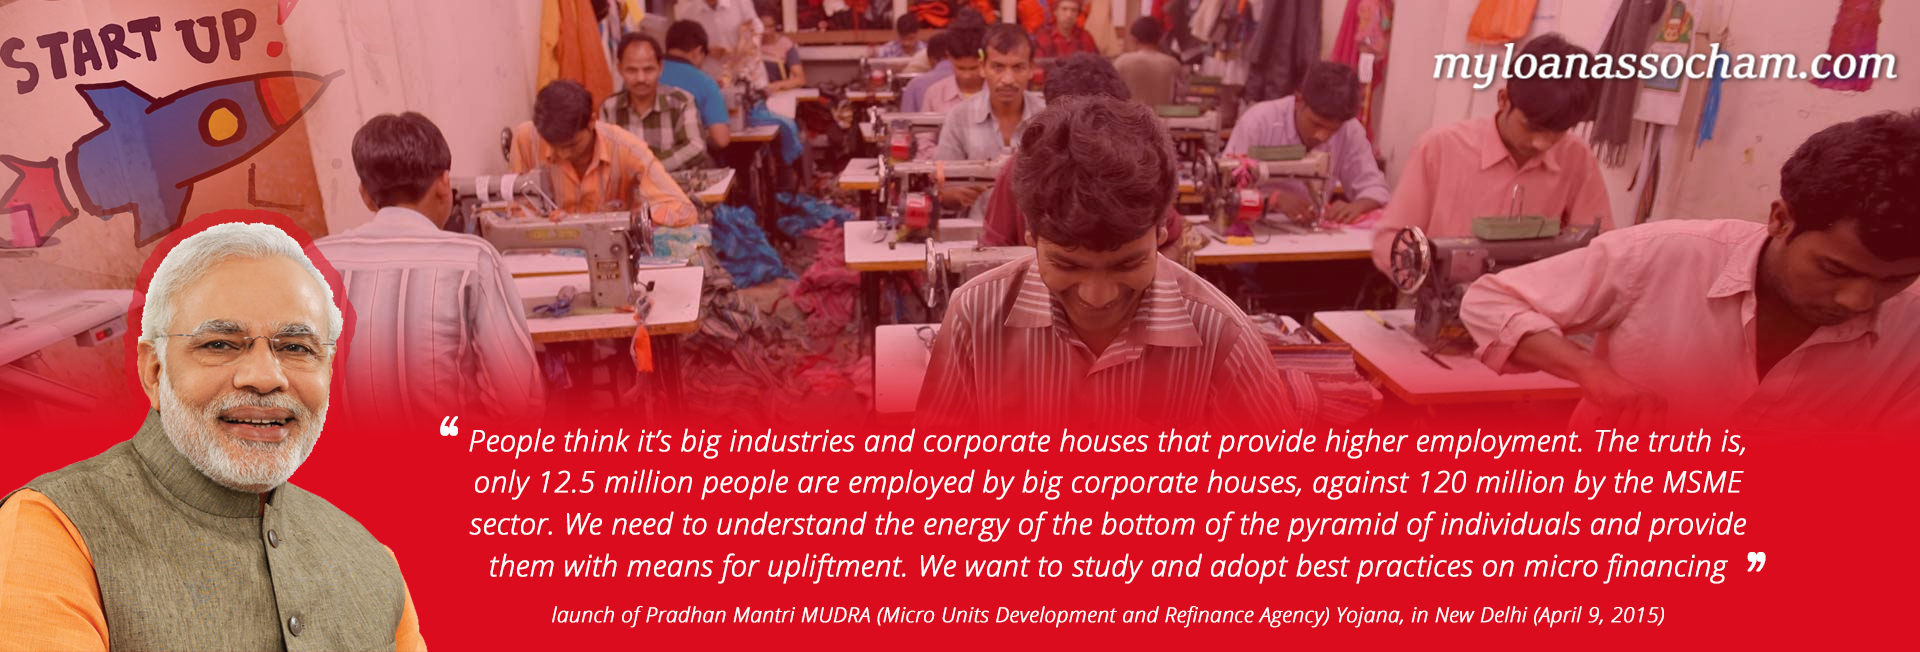 START UP!
myloanassocham.com
“ People think it’s big industries and corporate houses that provide higher employment. The truth is,
only 12.5 million people are employed by big corporate houses, against 120 million by the MSME
sector. We need to understand the energy of the bottom of the pyramid of individuals and provide
them with means for upliftment. We want to study and adopt best practices on micro financing ”
launch of Pradhan Mantri MUDRA (Micro Units Development and Refinance Agency) Yojana, in New Delhi (April 9, 2015)